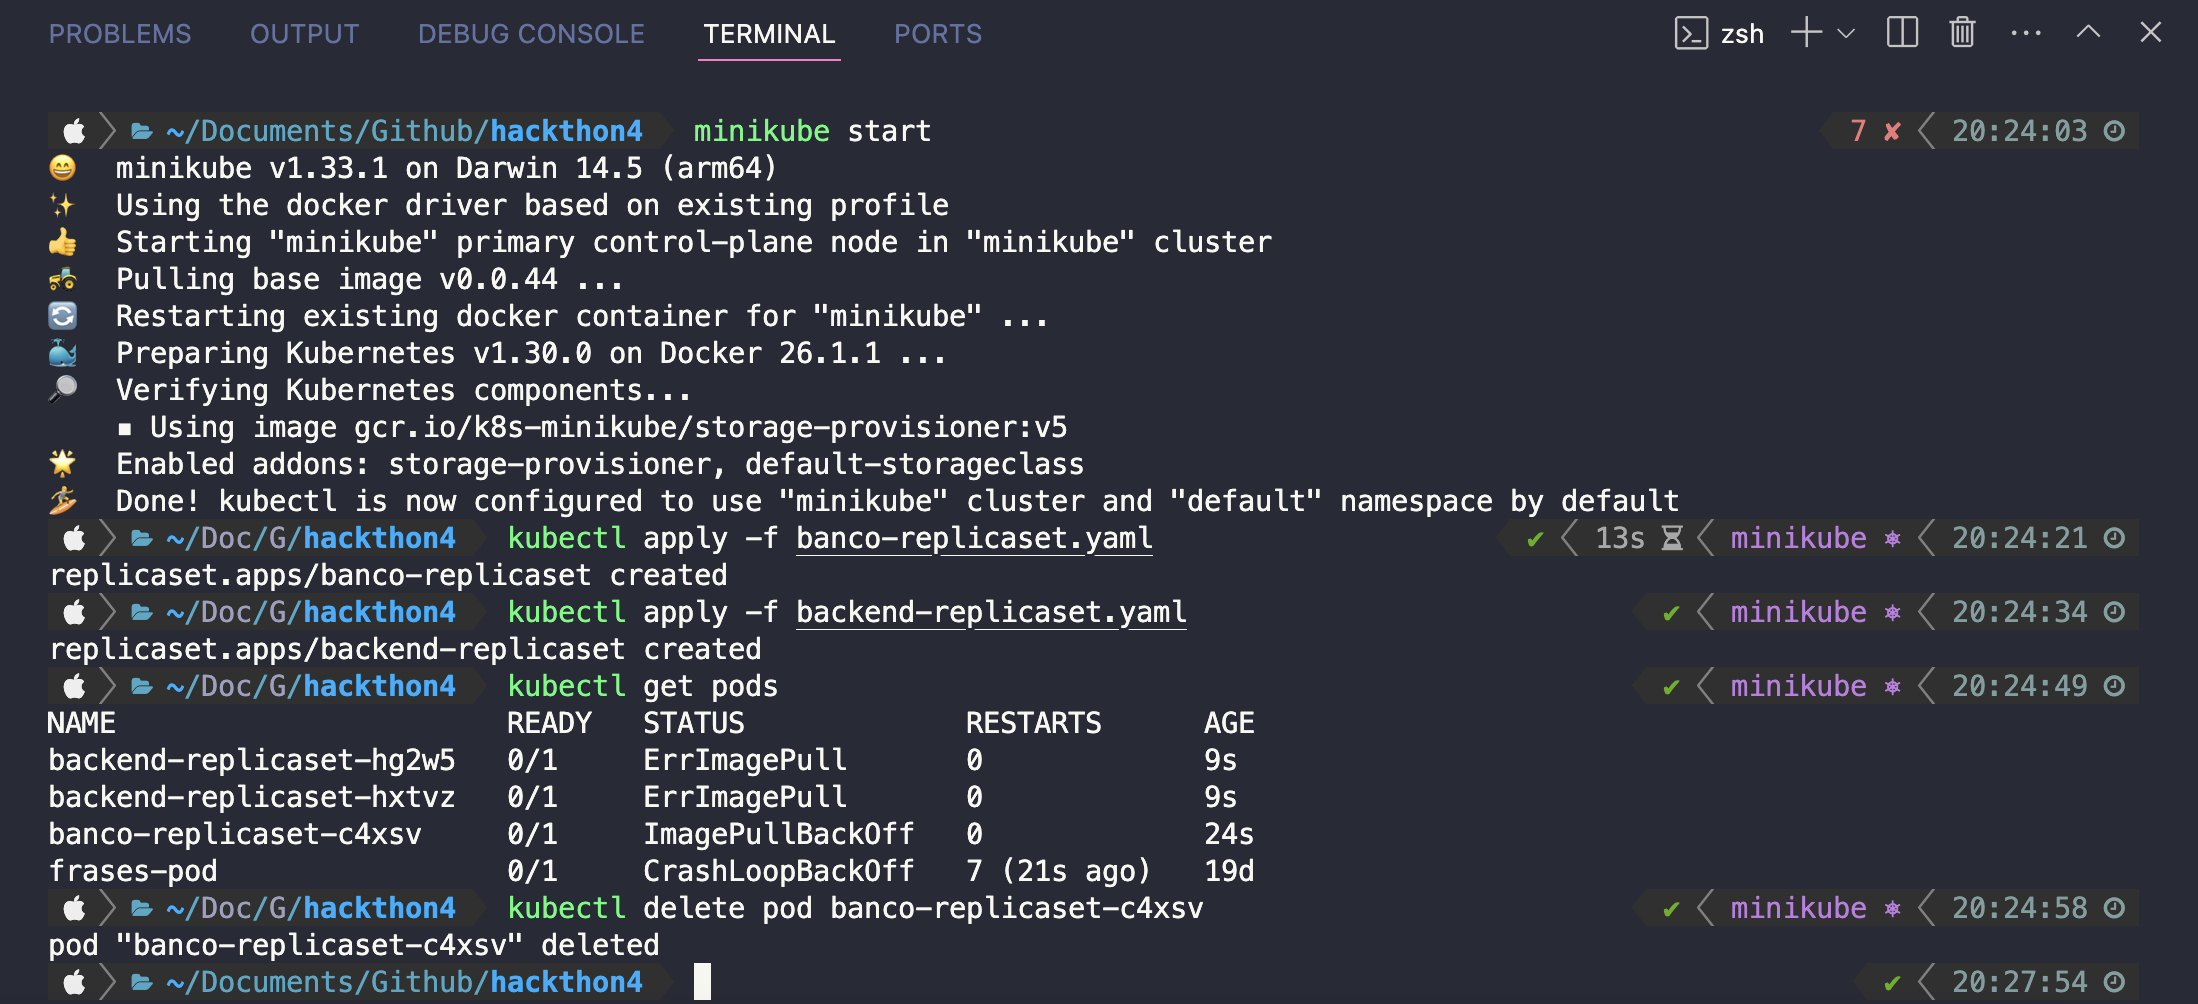 PROBLEMS OUTPUT DEBUG CONSOLE TERMINAL PORTS zsh
~/Documents/Github/hackthon4 minikube start 7 ✘ 20:24:03
😄 minikube v1.33.1 on Darwin 14.5 (arm64)
✨ Using the docker driver based on existing profile
👍 Starting "minikube" primary control-plane node in "minikube" cluster
🚜 Pulling base image v0.0.44 ...
🔄 Restarting existing docker container for "minikube" ...
🐳 Preparing Kubernetes v1.30.0 on Docker 26.1.1 ...
🔎 Verifying Kubernetes components...
▪ Using image gcr.io/k8s-minikube/storage-provisioner:v5
🌟 Enabled addons: storage-provisioner, default-storageclass
🏄 Done! kubectl is now configured to use "minikube" cluster and "default" namespace by default
~/Doc/G/hackthon4 kubectl apply -f banco-replicaset.yaml ✔ 13s minikube ⎈ 20:24:21
replicaset.apps/banco-replicaset created
~/Doc/G/hackthon4 kubectl apply -f backend-replicaset.yaml ✔ minikube ⎈ 20:24:34
replicaset.apps/backend-replicaset created
~/Doc/G/hackthon4 kubectl get pods ✔ minikube ⎈ 20:24:49
NAME READY STATUS RESTARTS AGE
backend-replicaset-hg2w5 0/1 ErrImagePull 0 9s
backend-replicaset-hxtvz 0/1 ErrImagePull 0 9s
banco-replicaset-c4xsv 0/1 ImagePullBackOff 0 24s
frases-pod 0/1 CrashLoopBackOff 7 (21s ago) 19d
~/Doc/G/hackthon4 kubectl delete pod banco-replicaset-c4xsv ✔ minikube ⎈ 20:24:58
pod "banco-replicaset-c4xsv" deleted
~/Documents/Github/hackthon4 ✔ 20:27:54